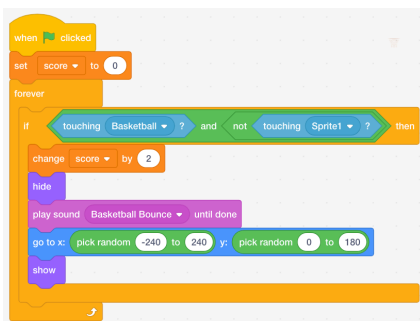 when clicked
set score to 0
forever
if touching Basketball ? and not touching Sprite1 ? then
change score by 2
hide
play sound Basketball Bounce until done
go to x: pick random -240 to 240 y: pick random 0 to 180
show